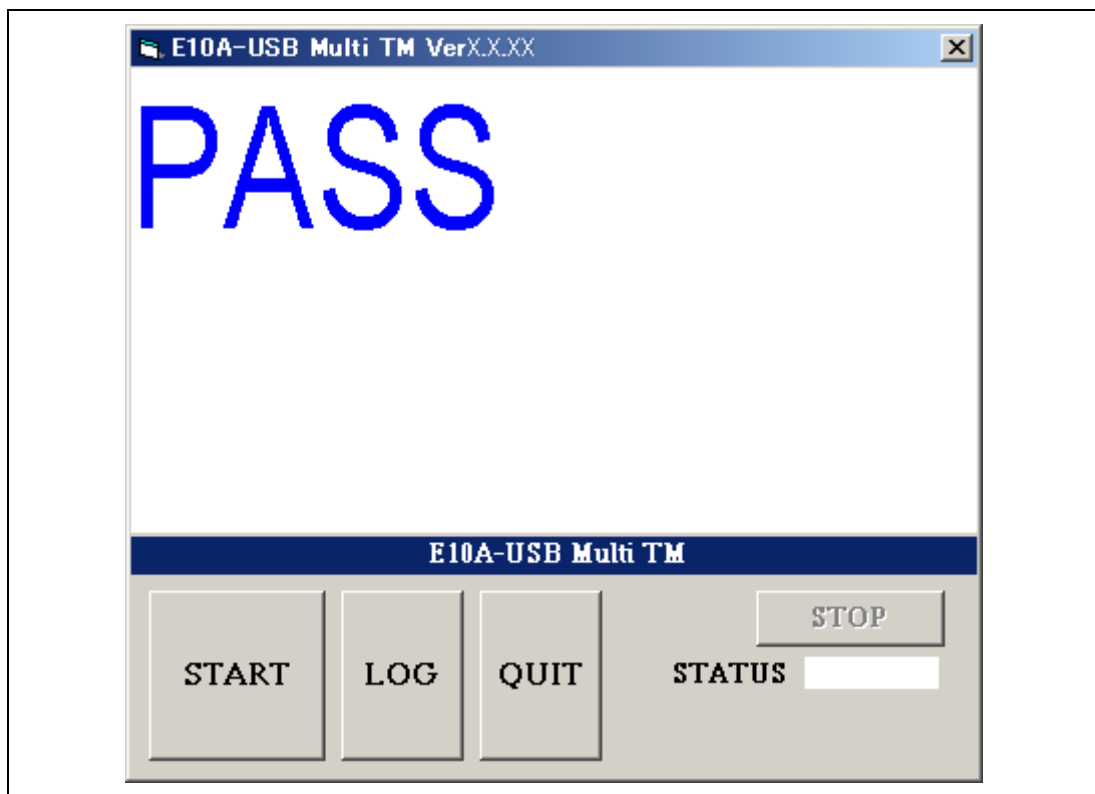 E10A-USB Multi TM VerX.X.XX
PASS
E10A-USB Multi TM
STOP
START LOG QUIT STATUS